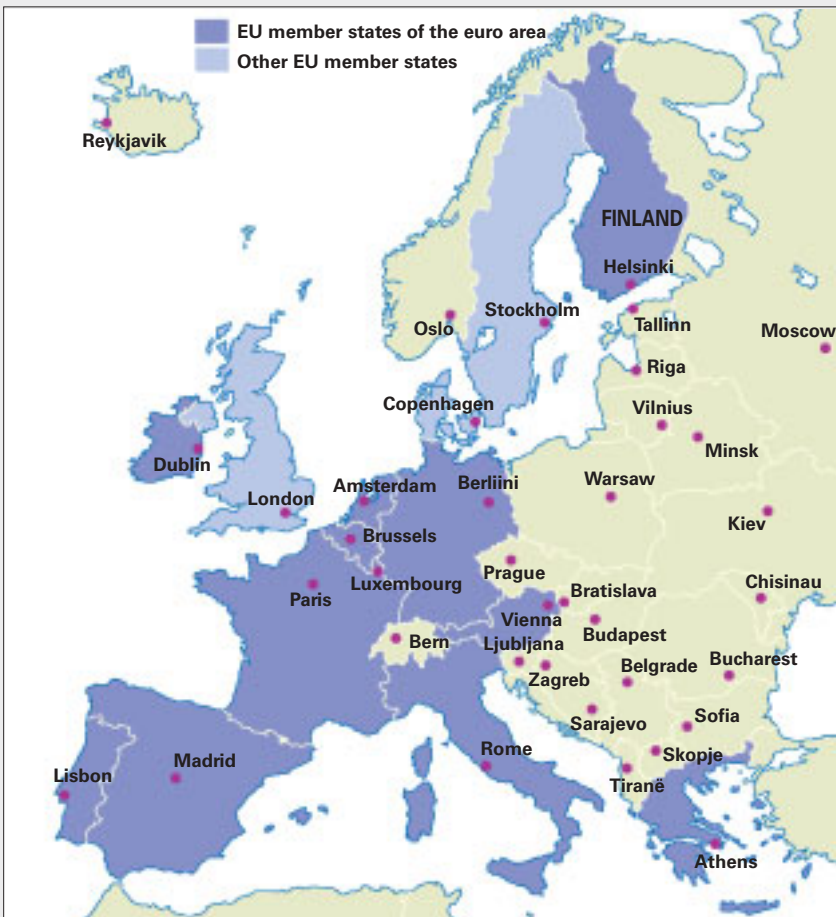 EU member states of the euro area
Other EU member states
Reykjavik
FINLAND
Helsinki
Oslo
Stockholm
Tallinn
Moscow
Riga
Copenhagen
Vilnius
Minsk
Dublin
London
Amsterdam
Berliini
Warsaw
Kiev
Brussels
Paris
Luxembourg
Prague
Bratislava
Chisinau
Vienna
Budapest
Bern
Ljubljana
Zagreb
Belgrade
Bucharest
Sarajevo
Sofia
Lisbon
Madrid
Rome
Skopje
Tiranë
Athens